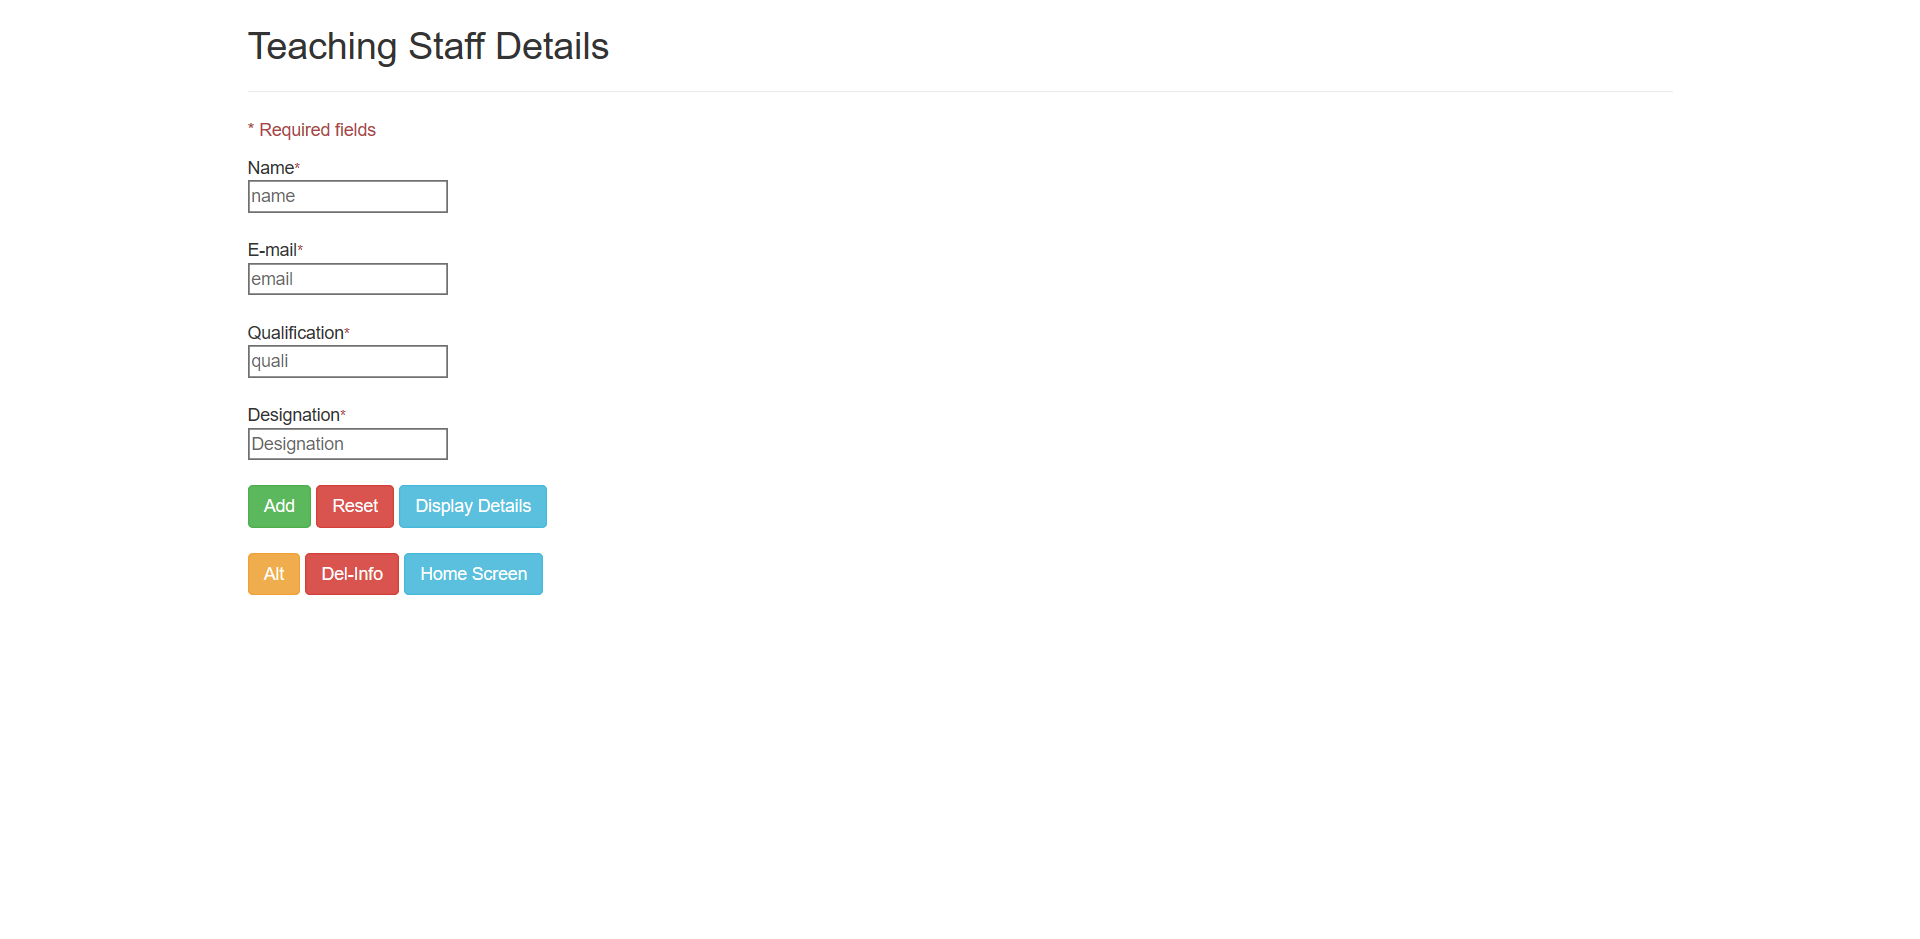 Teaching Staff Details
* Required fields
Name*
name
E-mail*
email
Qualification*
quali
Designation*
Designation
Add Reset Display Details
Alt Del-Info Home Screen